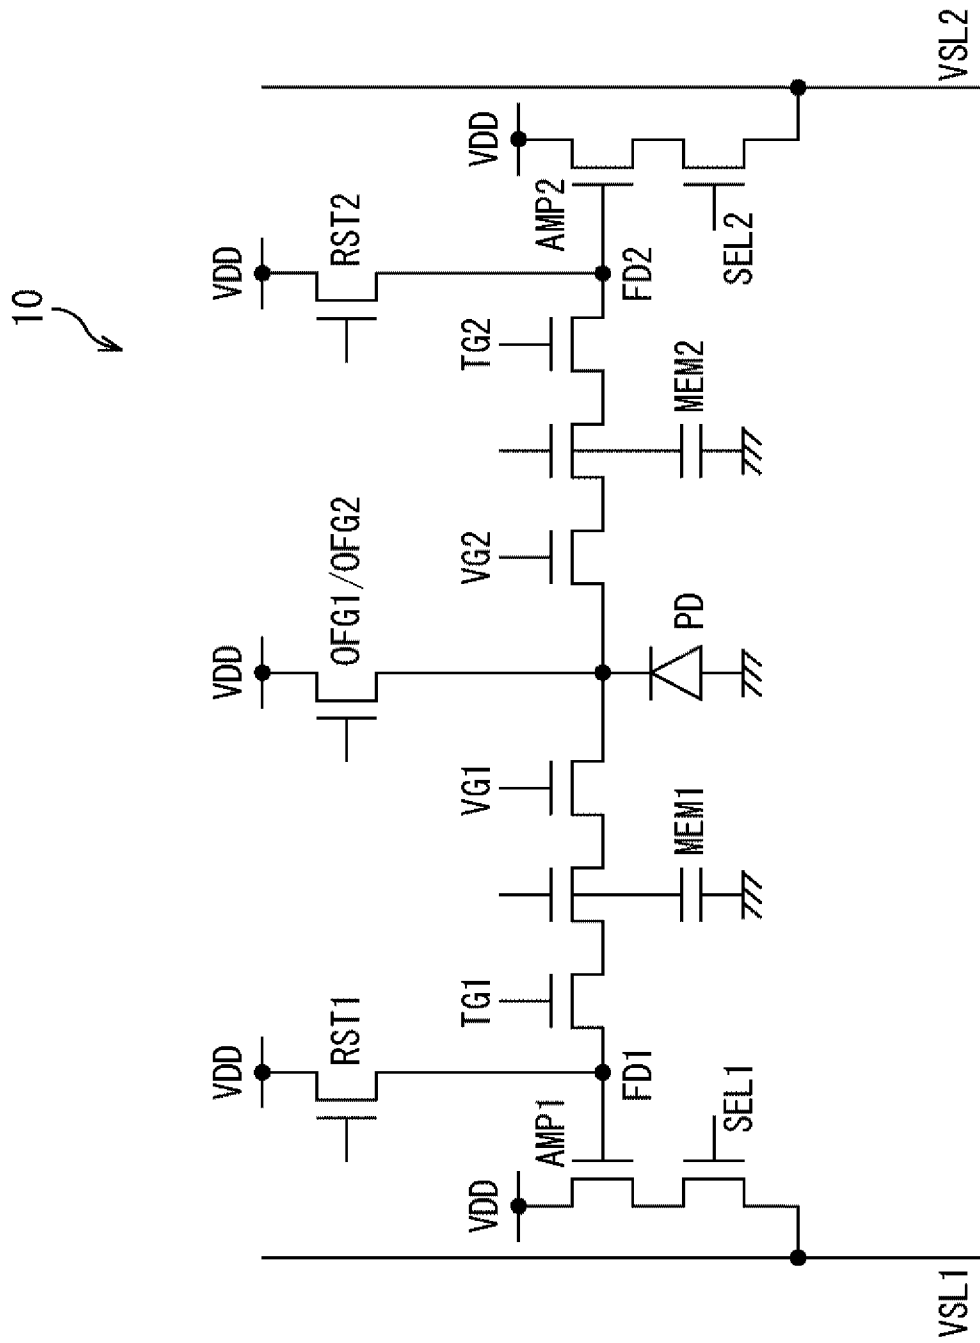 10
VDD
VDD
VDD
RST1
OFG1/OFG2
RST2
VDD
TG1
VG1
VG2
TG2
VDD
AMP1
AMP2
FD1
FD2
SEL1
MEM1
PD
MEM2
SEL2
VSL1
VSL2